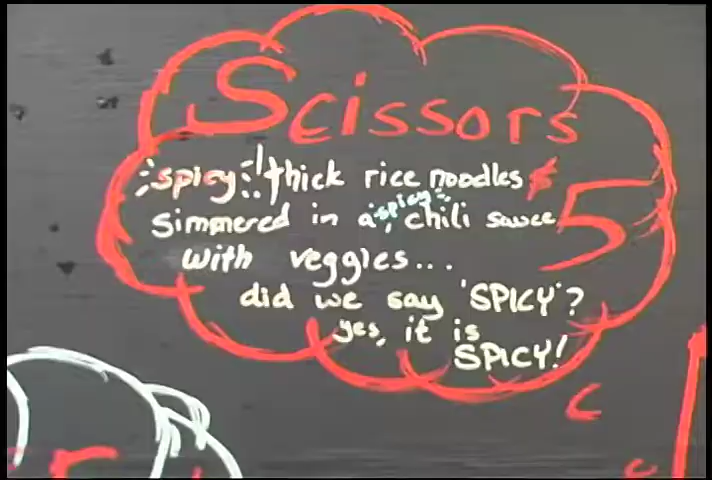 Scissors
spicy! thick rice noodles $5
simmered in a spicy, chili sauce
with veggies...
did we say 'SPICY'?
yes, it is
SPICY!